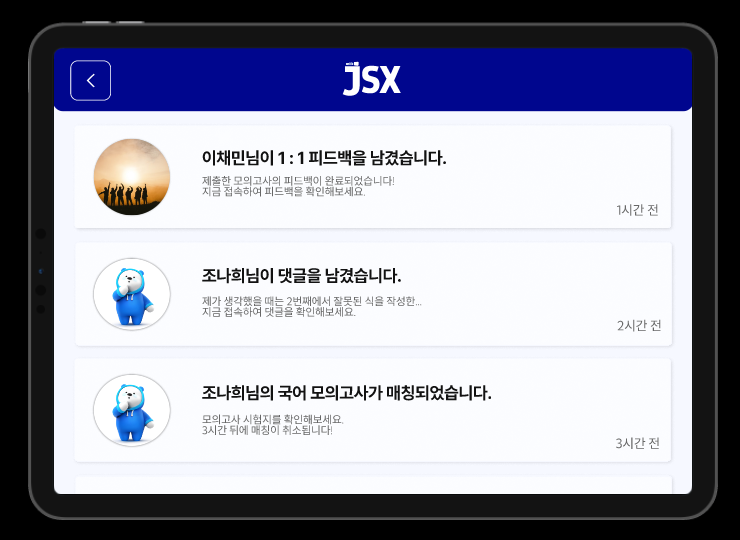 JSX
이채민님이 1 : 1 피드백을 남겼습니다.
제출한 모의고사의 피드백이 완료되었습니다!
지금 접속하여 피드백을 확인해보세요.
1시간 전
조나희님이 댓글을 남겼습니다.
제가 생각했을 때는 2번째에서 잘못된 식을 작성한...
지금 접속하여 댓글을 확인해보세요.
2시간 전
조나희님의 국어 모의고사가 매칭되었습니다.
모의고사 시험지를 확인해보세요.
3시간 뒤에 매칭이 취소됩니다!
3시간 전